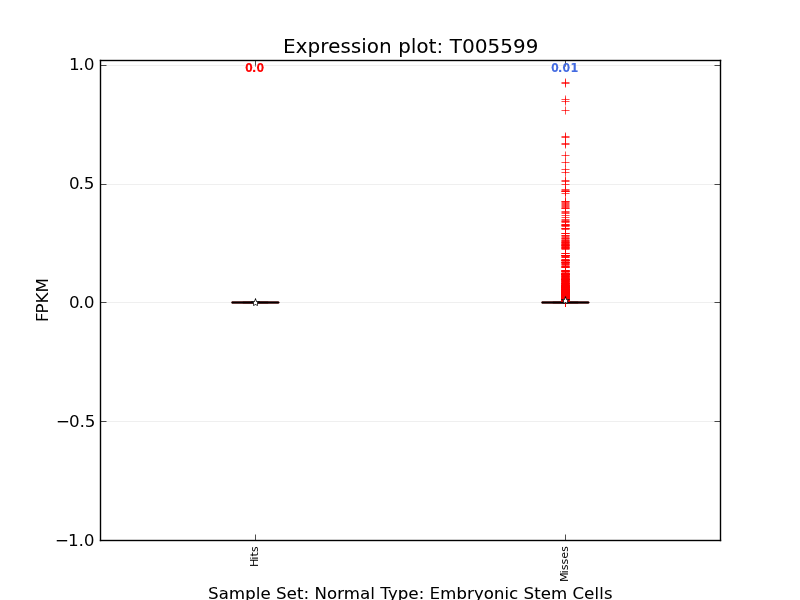 Expression plot: T005599
1.0
0.0
0.01
0.5
0.0
−0.5
−1.0
FPKM
Hits
Misses
Sample Set: Normal Type: Embryonic Stem Cells